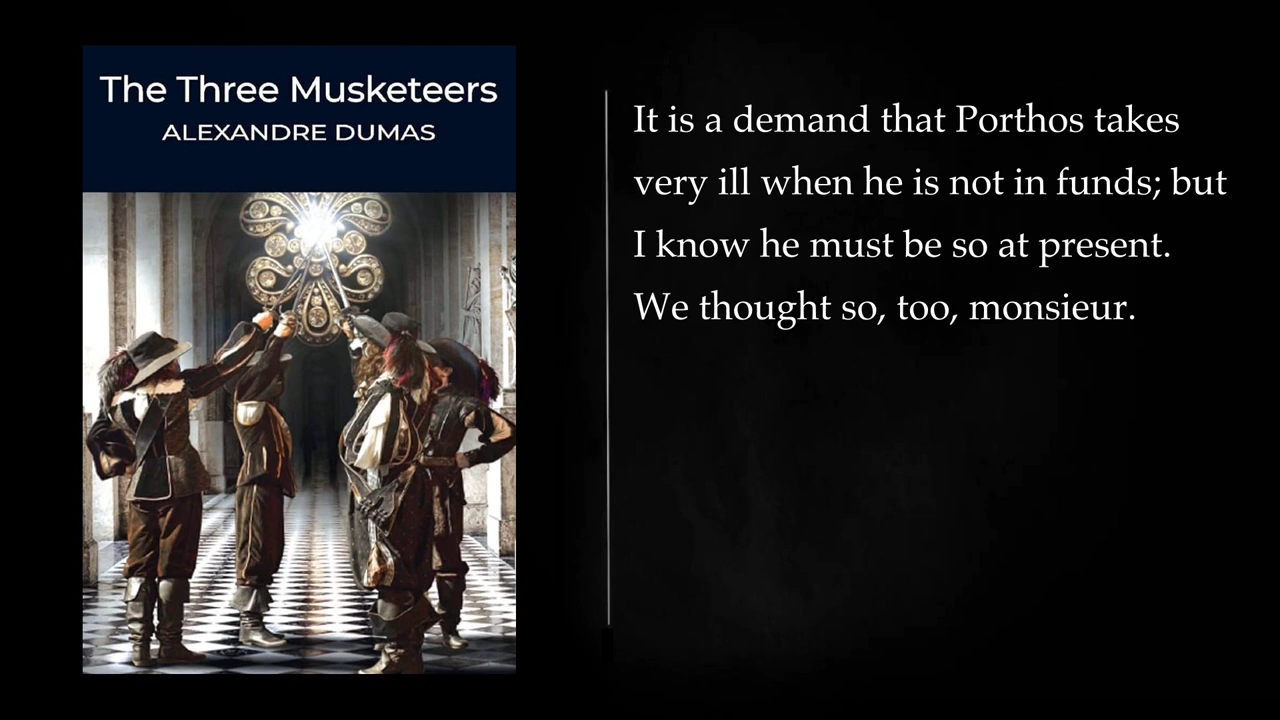 The Three Musketeers
ALEXANDRE DUMAS
It is a demand that Porthos takes
very ill when he is not in funds; but
I know he must be so at present.
We thought so, too, monsieur.